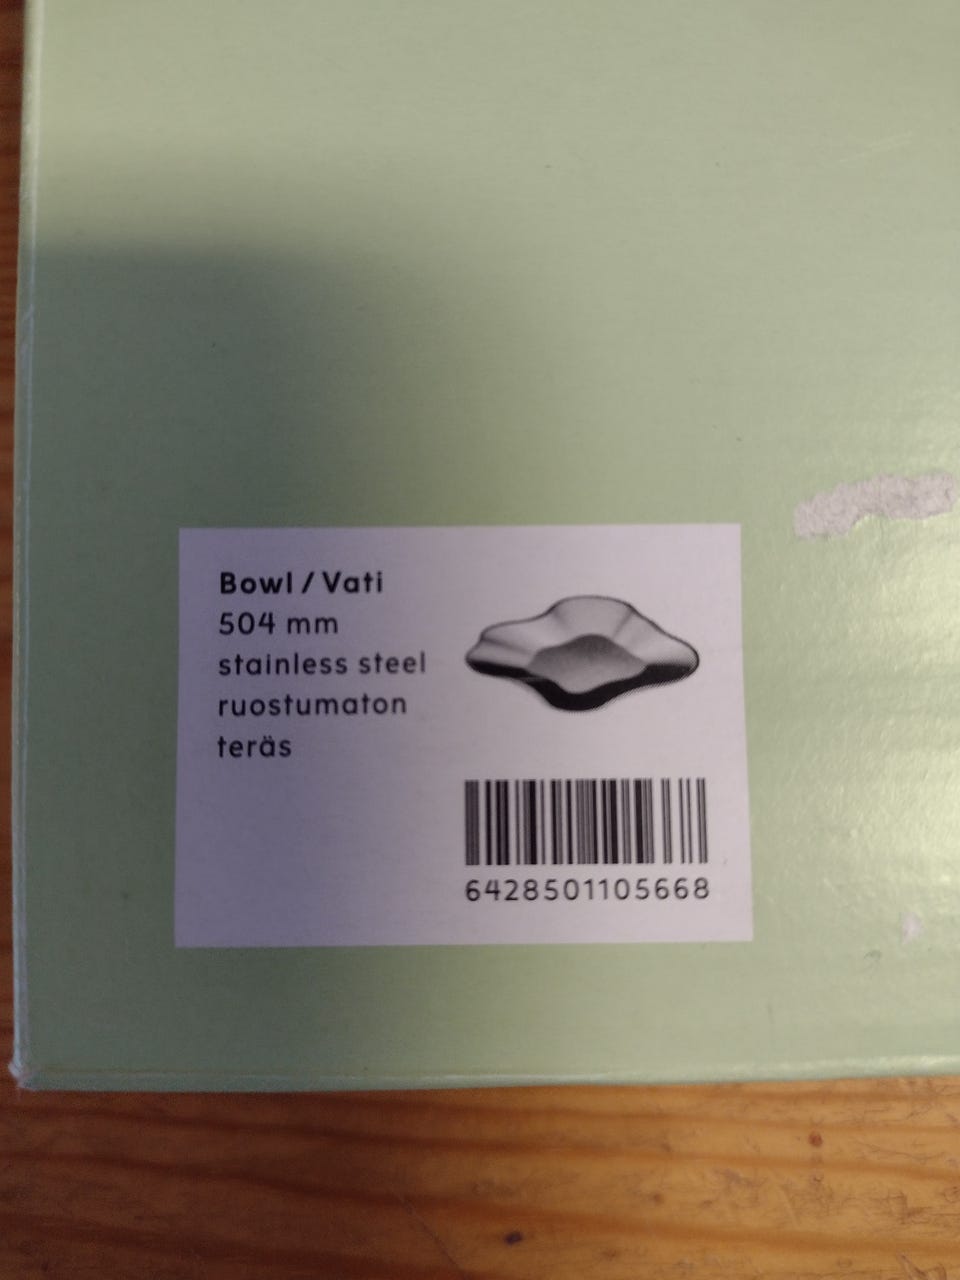 Bowl / Vati
504 mm
stainless steel
ruostumaton
teräs
6428501105668